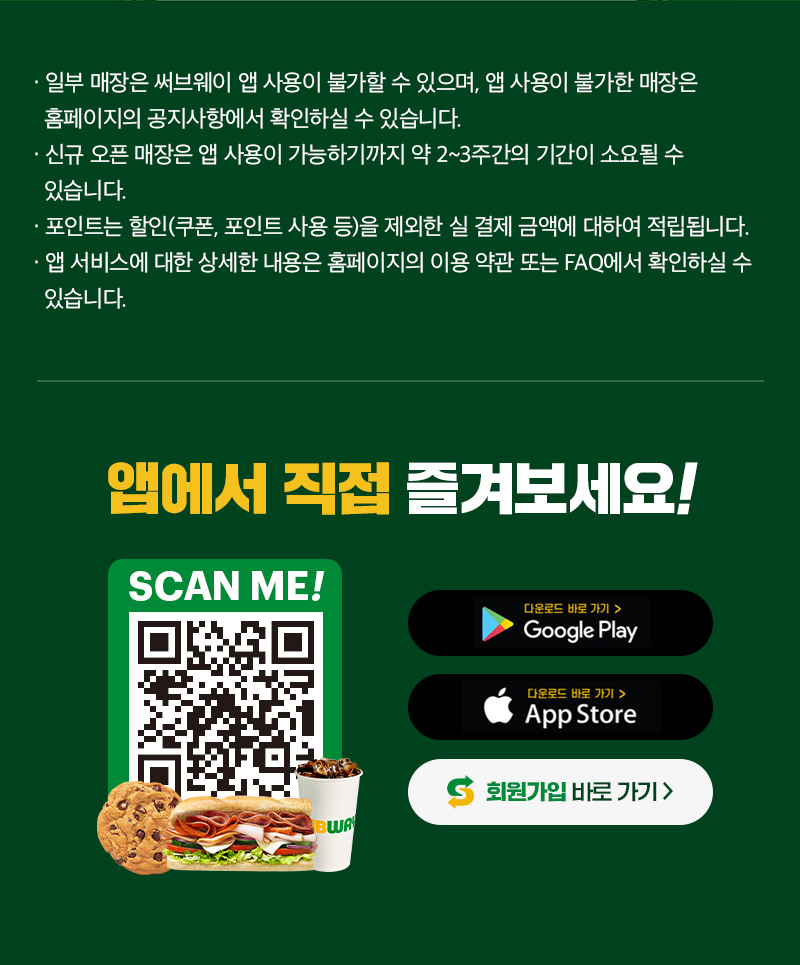 · 일부 매장은 써브웨이 앱 사용이 불가할 수 있으며, 앱 사용이 불가한 매장은
홈페이지의 공지사항에서 확인하실 수 있습니다.
· 신규 오픈 매장은 앱 사용이 가능하기까지 약 2~3주간의 기간이 소요될 수
있습니다.
· 포인트는 할인(쿠폰, 포인트 사용 등)을 제외한 실 결제 금액에 대하여 적립됩니다.
· 앱 서비스에 대한 상세한 내용은 홈페이지의 이용 약관 또는 FAQ에서 확인하실 수
있습니다.
앱에서 직접 즐겨보세요!
SCAN ME!
BWAY
다운로드 바로 가기 >
Google Play
다운로드 바로 가기 >
App Store
회원가입 바로 가기 >